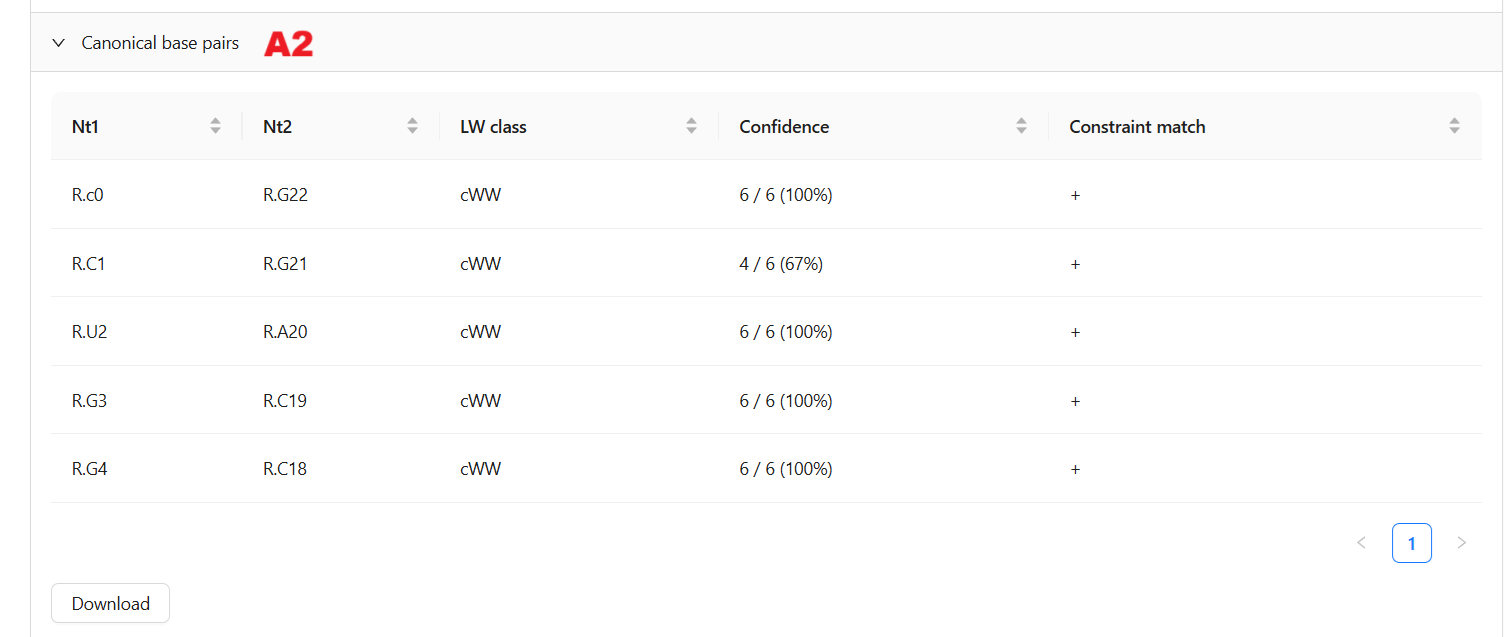 Canonical base pairs A2
Nt1 Nt2 LW class Confidence Constraint match
R.c0 R.G22 cWW 6 / 6 (100%) +
R.C1 R.G21 cWW 4 / 6 (67%) +
R.U2 R.A20 cWW 6 / 6 (100%) +
R.G3 R.C19 cWW 6 / 6 (100%) +
R.G4 R.C18 cWW 6 / 6 (100%) +
1
Download